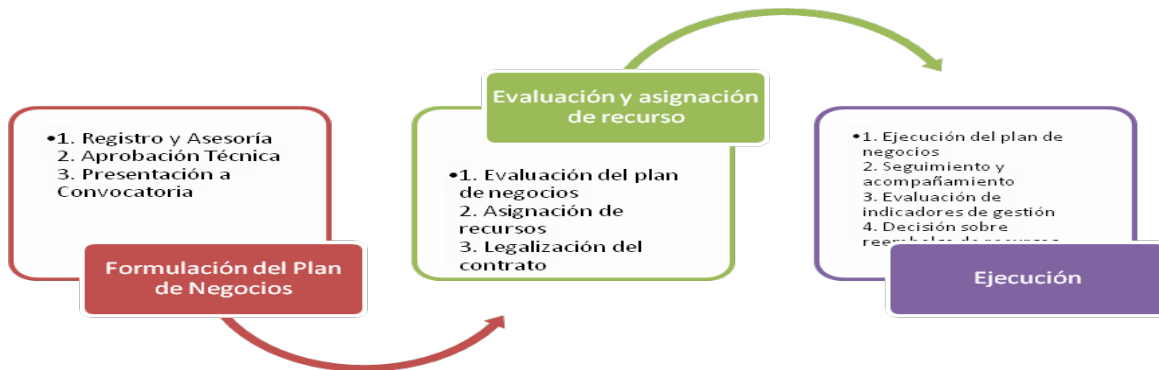 •1. Registro y Asesoría
2. Aprobación Técnica
3. Presentación a
Convocatoria
Formulación del Plan
de Negocios
Evaluación y asignación
de recurso
•1. Evaluación del plan
de negocios
2. Asignación de
recursos
3. Legalización del
contrato
•1. Ejecución del plan de
negocios
2. Seguimiento y
acompañamiento
3. Evaluación de
indicadores de gestión
4. Decisión sobre
Ejecución